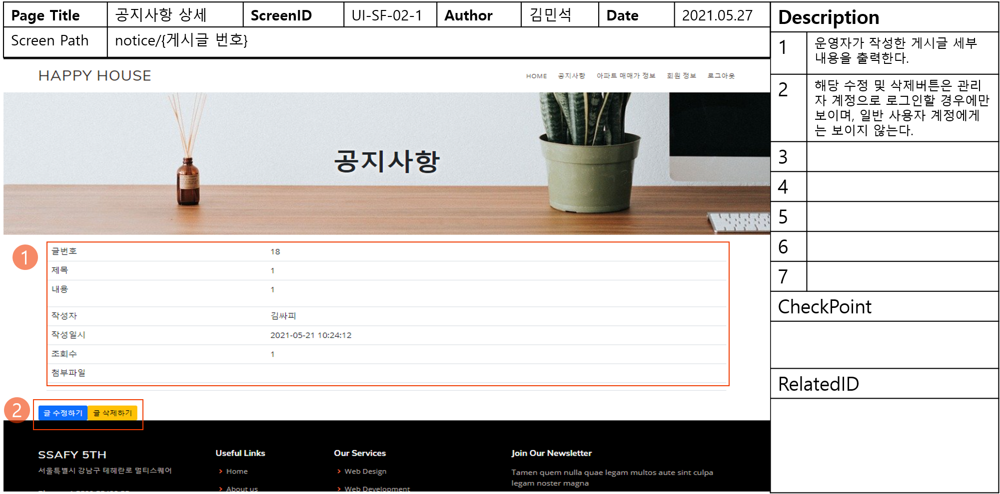 Page Title 공지사항 상세 ScreenID UI-SF-02-1 Author 김민석 Date 2021.05.27
Screen Path notice/{게시글 번호}
HAPPY HOUSE
HOME 공지사항 아파트 매매가 정보 회원 정보 로그아웃
공지사항
1
글번호 18
제목 1
내용 1
작성자 김싸피
작성일시 2021-05-21 10:24:12
조회수 1
첨부파일
2
글 수정하기 글 삭제하기
SSAFY 5TH
서울특별시 강남구 테헤란로 멀티스퀘어
Useful Links
Home
About us
Our Services
Web Design
Web Development
Join Our Newsletter
Tamen quem nulla quae legam multos aute sint culpa
legam noster magna
Description
1 운영자가 작성한 게시글 세부
내용을 출력한다.
2 해당 수정 및 삭제버튼은 관리
자 계정으로 로그인할 경우에만
보이며, 일반 사용자 계정에게
는 보이지 않는다.
3
4
5
6
7
CheckPoint
RelatedID